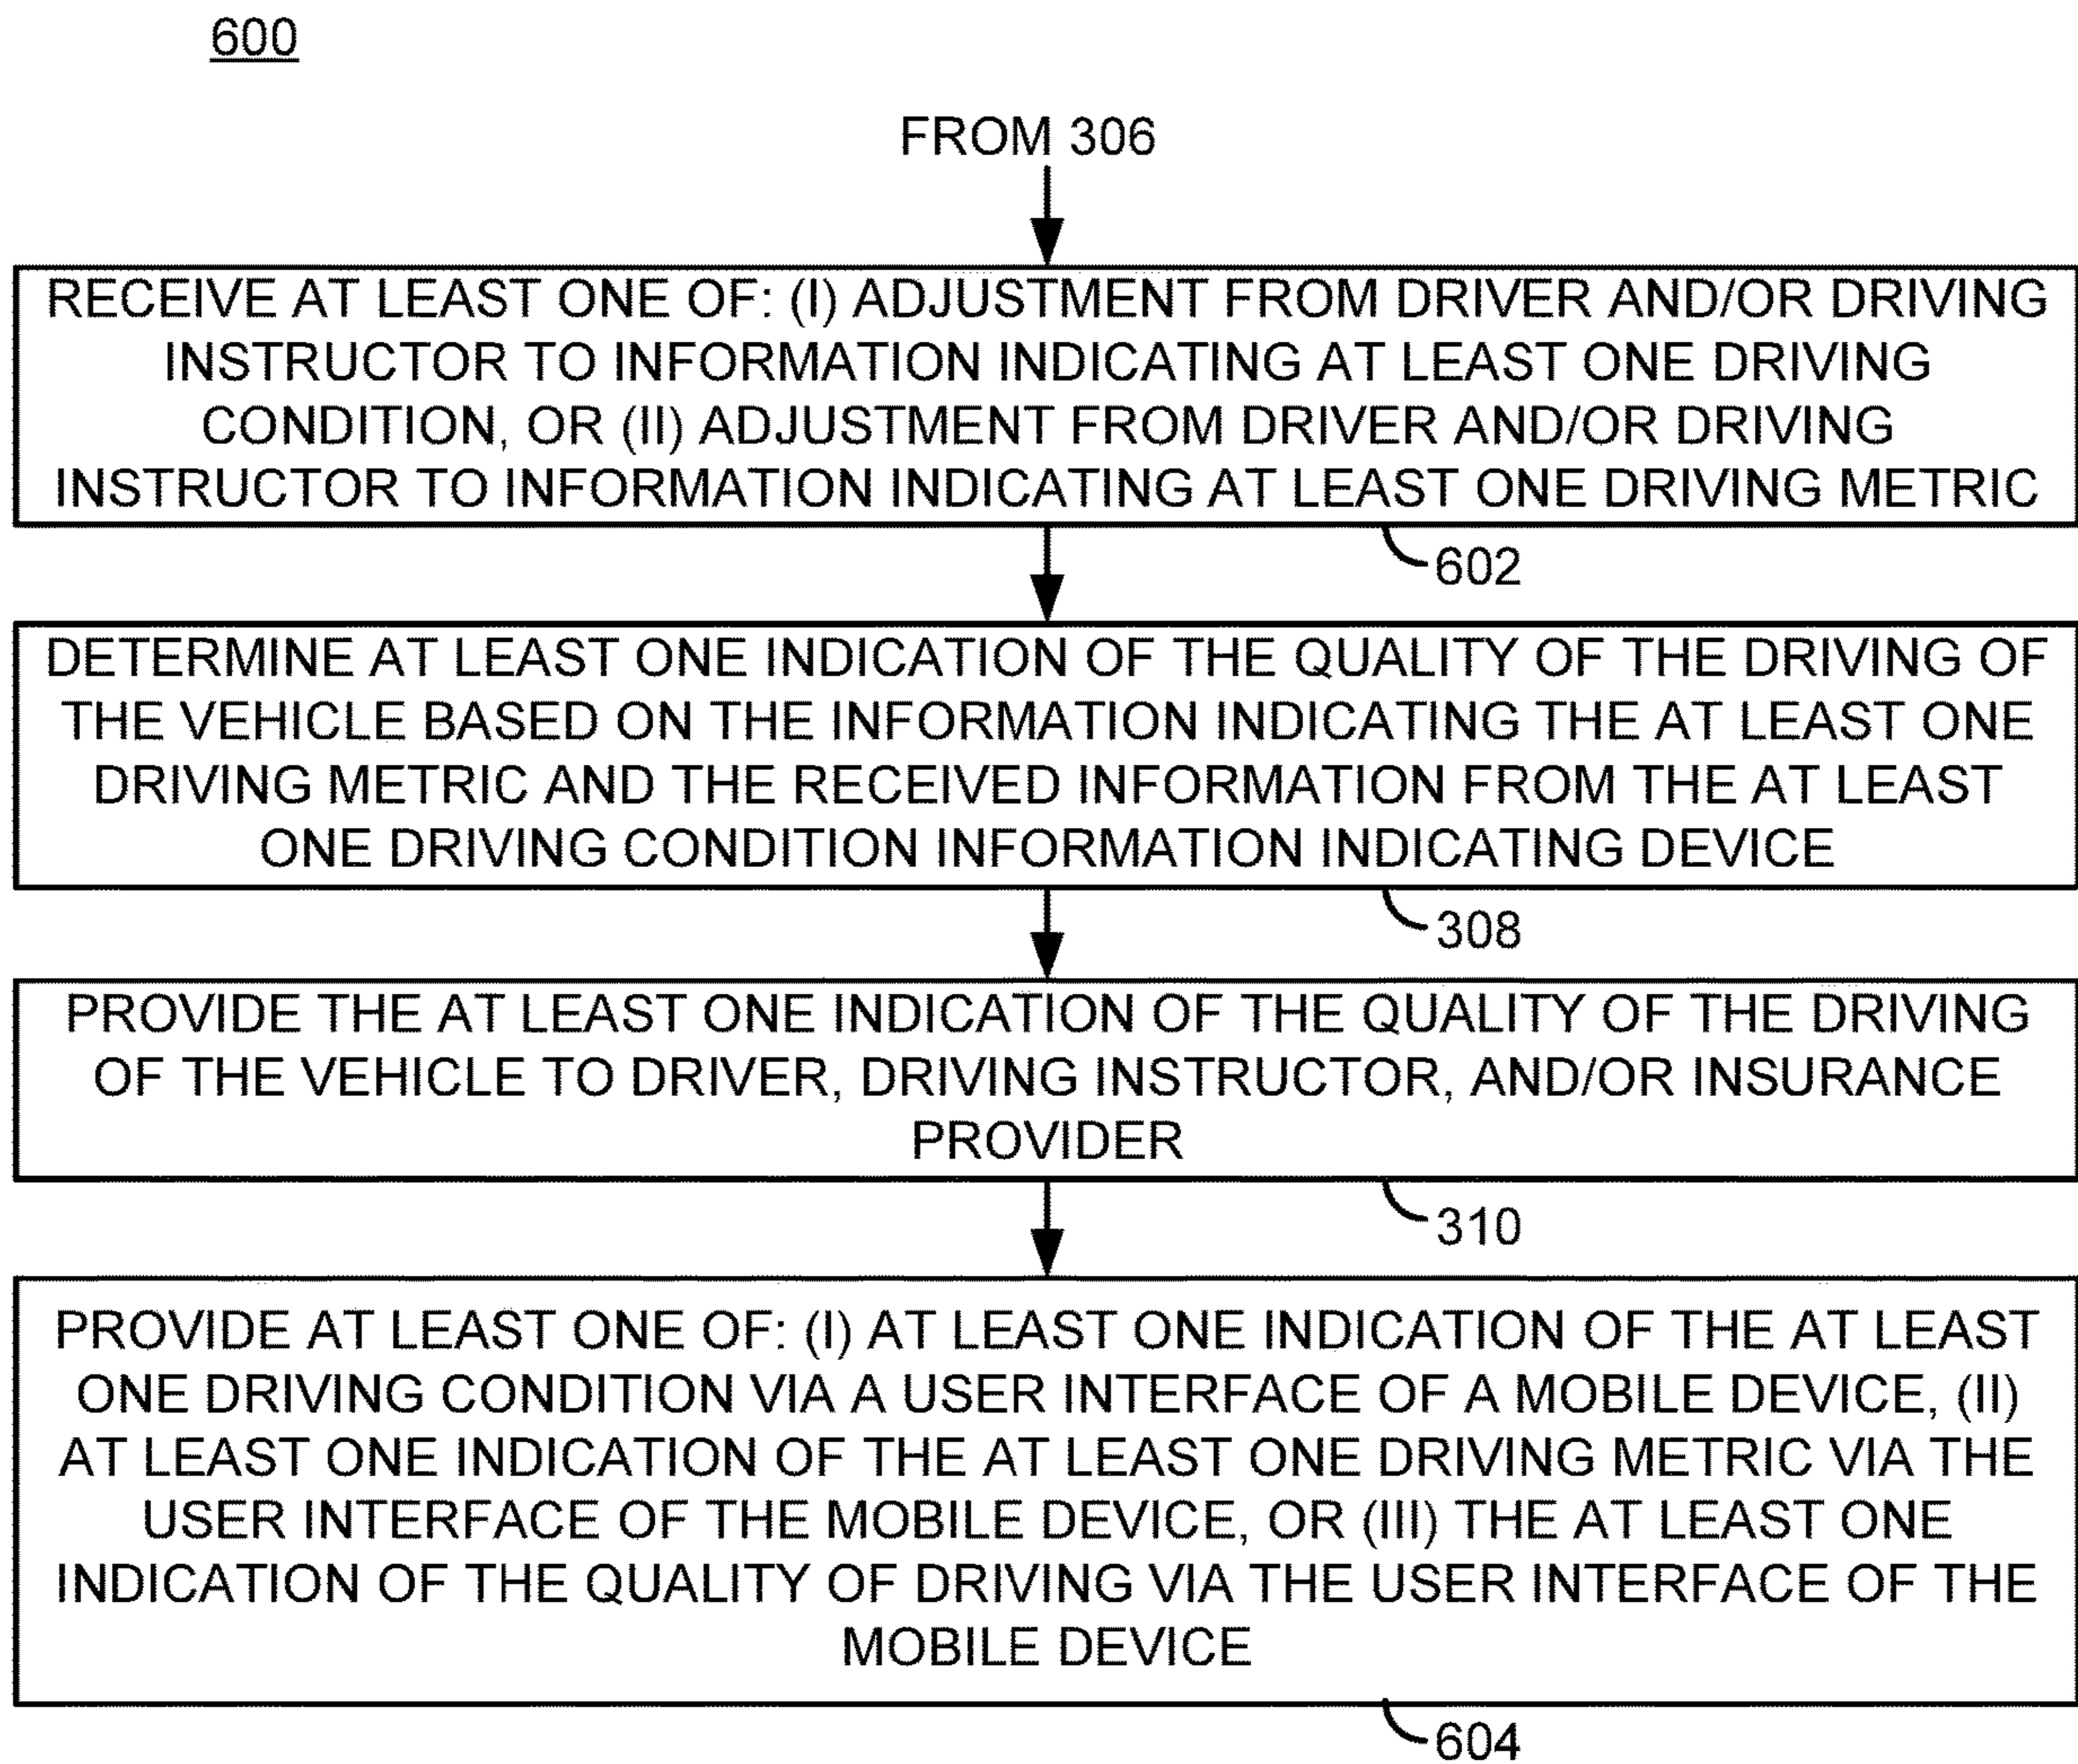 600
FROM 306
RECEIVE AT LEAST ONE OF: (I) ADJUSTMENT FROM DRIVER AND/OR DRIVING
INSTRUCTOR TO INFORMATION INDICATING AT LEAST ONE DRIVING
CONDITION, OR (II) ADJUSTMENT FROM DRIVER AND/OR DRIVING
INSTRUCTOR TO INFORMATION INDICATING AT LEAST ONE DRIVING METRIC
602
DETERMINE AT LEAST ONE INDICATION OF THE QUALITY OF THE DRIVING OF
THE VEHICLE BASED ON THE INFORMATION INDICATING THE AT LEAST ONE
DRIVING METRIC AND THE RECEIVED INFORMATION FROM THE AT LEAST
ONE DRIVING CONDITION INFORMATION INDICATING DEVICE
308
PROVIDE THE AT LEAST ONE INDICATION OF THE QUALITY OF THE DRIVING
OF THE VEHICLE TO DRIVER, DRIVING INSTRUCTOR, AND/OR INSURANCE
PROVIDER
310
PROVIDE AT LEAST ONE OF: (I) AT LEAST ONE INDICATION OF THE AT LEAST
ONE DRIVING CONDITION VIA A USER INTERFACE OF A MOBILE DEVICE, (II)
AT LEAST ONE INDICATION OF THE AT LEAST ONE DRIVING METRIC VIA THE
USER INTERFACE OF THE MOBILE DEVICE, OR (III) THE AT LEAST ONE
INDICATION OF THE QUALITY OF DRIVING VIA THE USER INTERFACE OF THE
MOBILE DEVICE
604